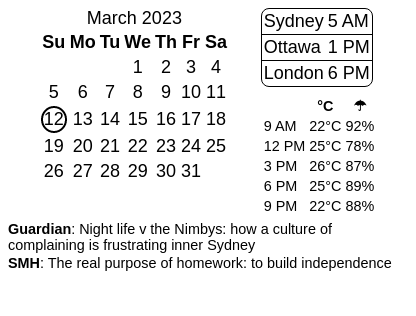 March 2023
Su Mo Tu We Th Fr Sa
1 2 3 4
5 6 7 8 9 10 11
12 13 14 15 16 17 18
19 20 21 22 23 24 25
26 27 28 29 30 31
Sydney 5 AM
Ottawa 1 PM
London 6 PM
°C ☂
9 AM 22°C 92%
12 PM 25°C 78%
3 PM 26°C 87%
6 PM 25°C 89%
9 PM 22°C 88%
Guardian: Night life v the Nimbys: how a culture of
complaining is frustrating inner Sydney
SMH: The real purpose of homework: to build independence